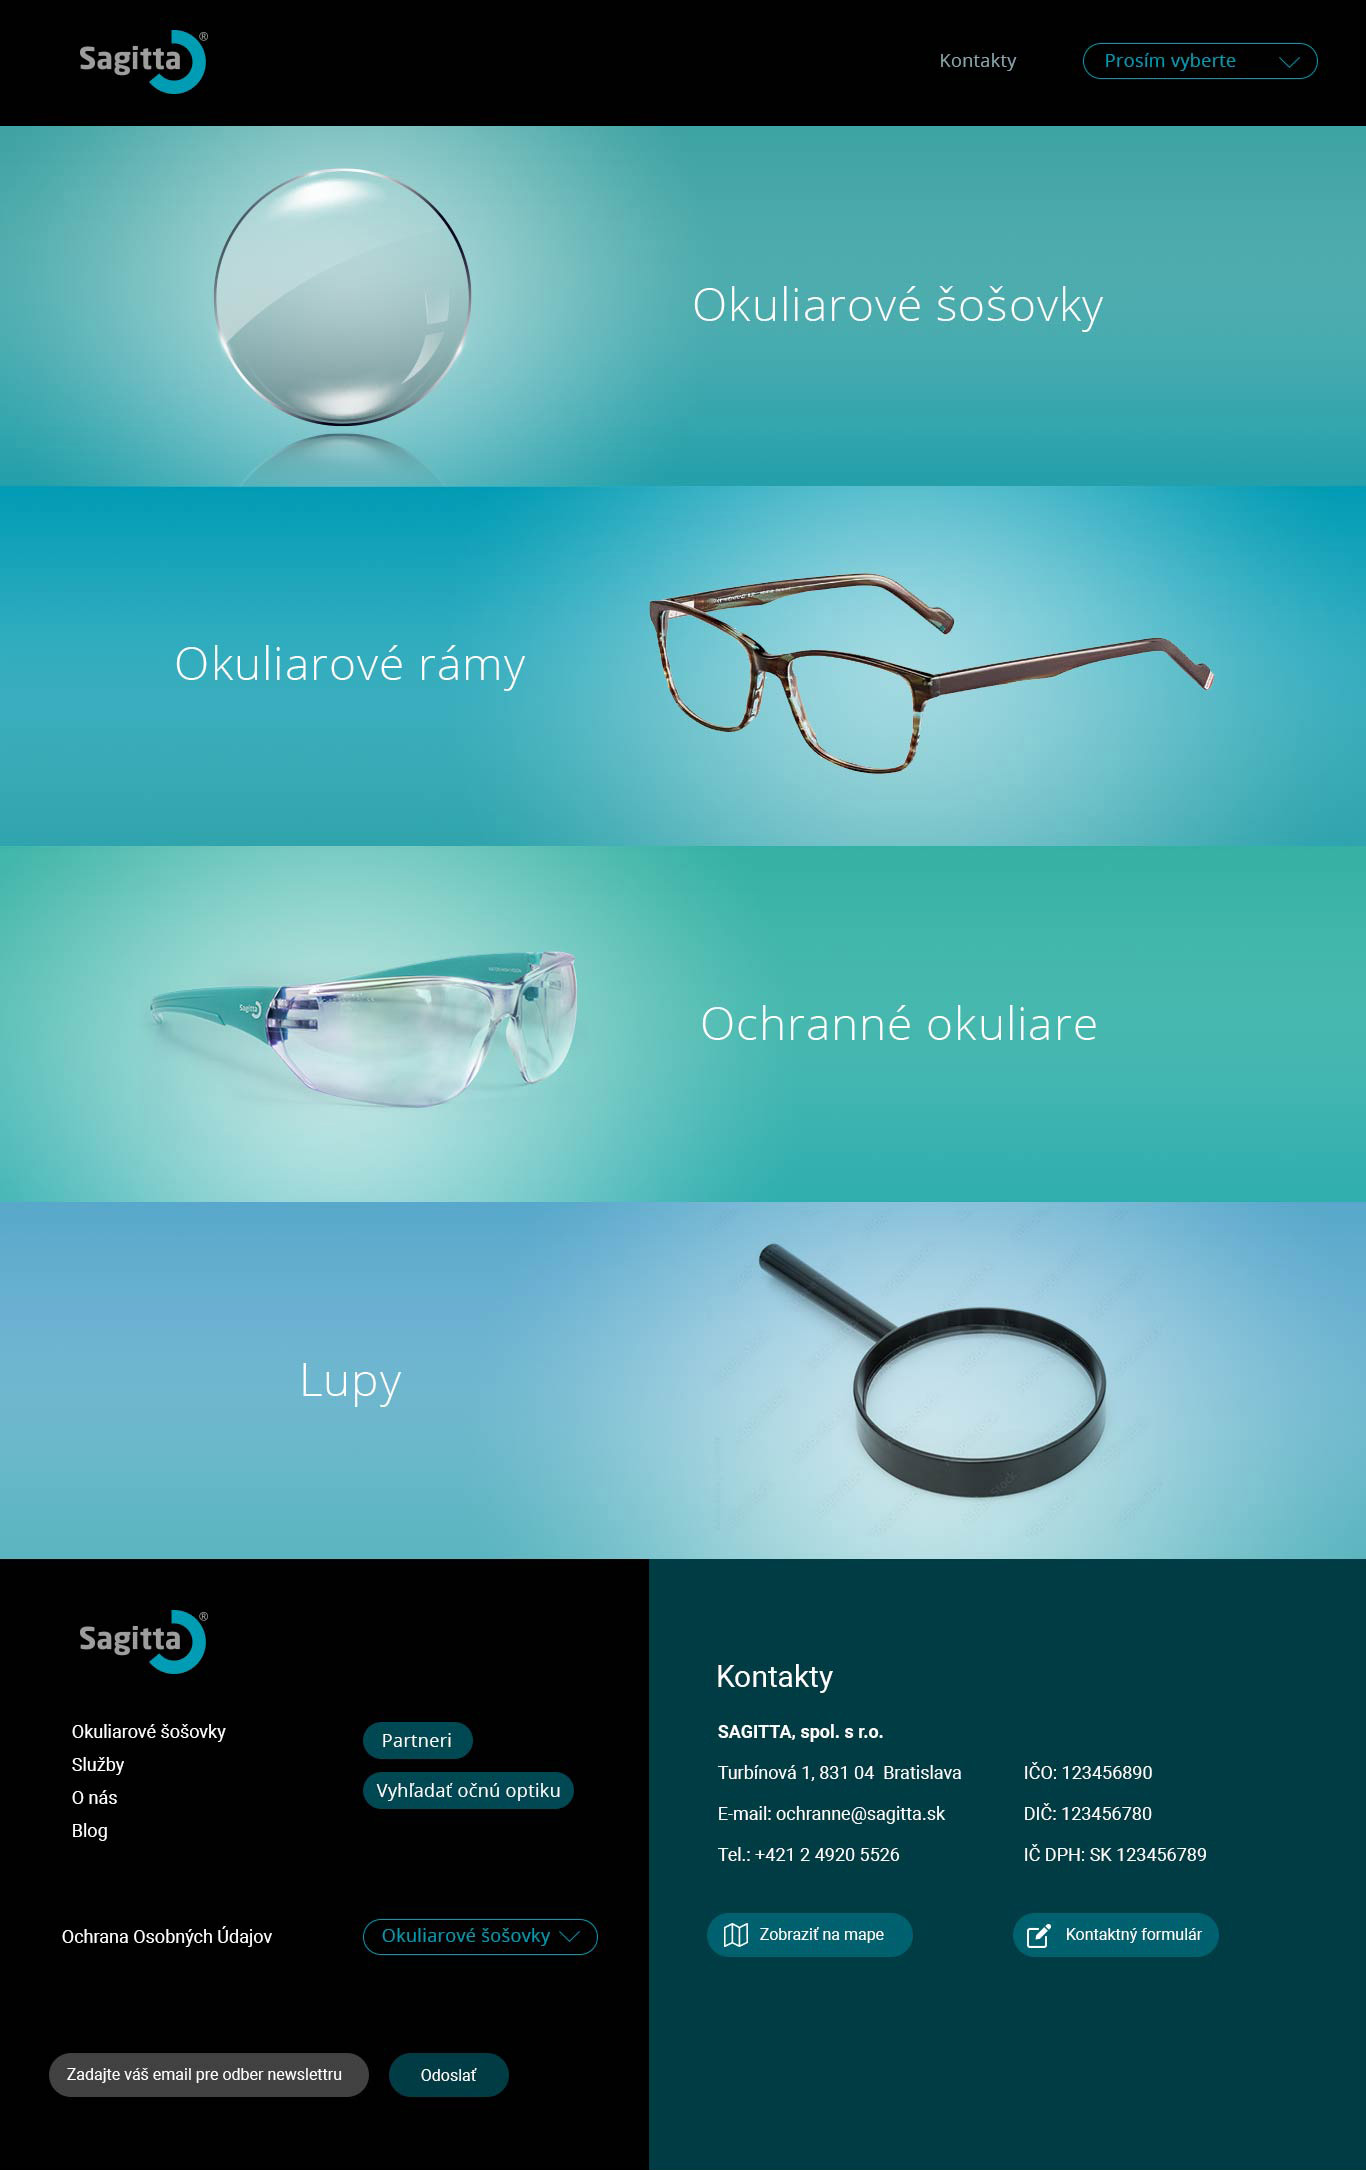 Sagitta®
Kontakty
Prosím vyberte
Okuliarové šošovky
Okuliarové rámy
Sagitta
Ochranné okuliare
Lupy
Sagitta®
Okuliarové šošovky
Služby
O nás
Blog
Partneri
Vyhľadať očnú optiku
Ochrana Osobných Údajov
Okuliarové šošovky
Zadajte váš email pre odber newslettru
Odoslať
Kontakty
SAGITTA, spol. s r.o.
Turbínová 1, 831 04  Bratislava
E-mail: ochranne@sagitta.sk
Tel.: +421 2 4920 5526
IČO: 123456890
DIČ: 123456780
IČ DPH: SK 123456789
Zobraziť na mape
Kontaktný formulár